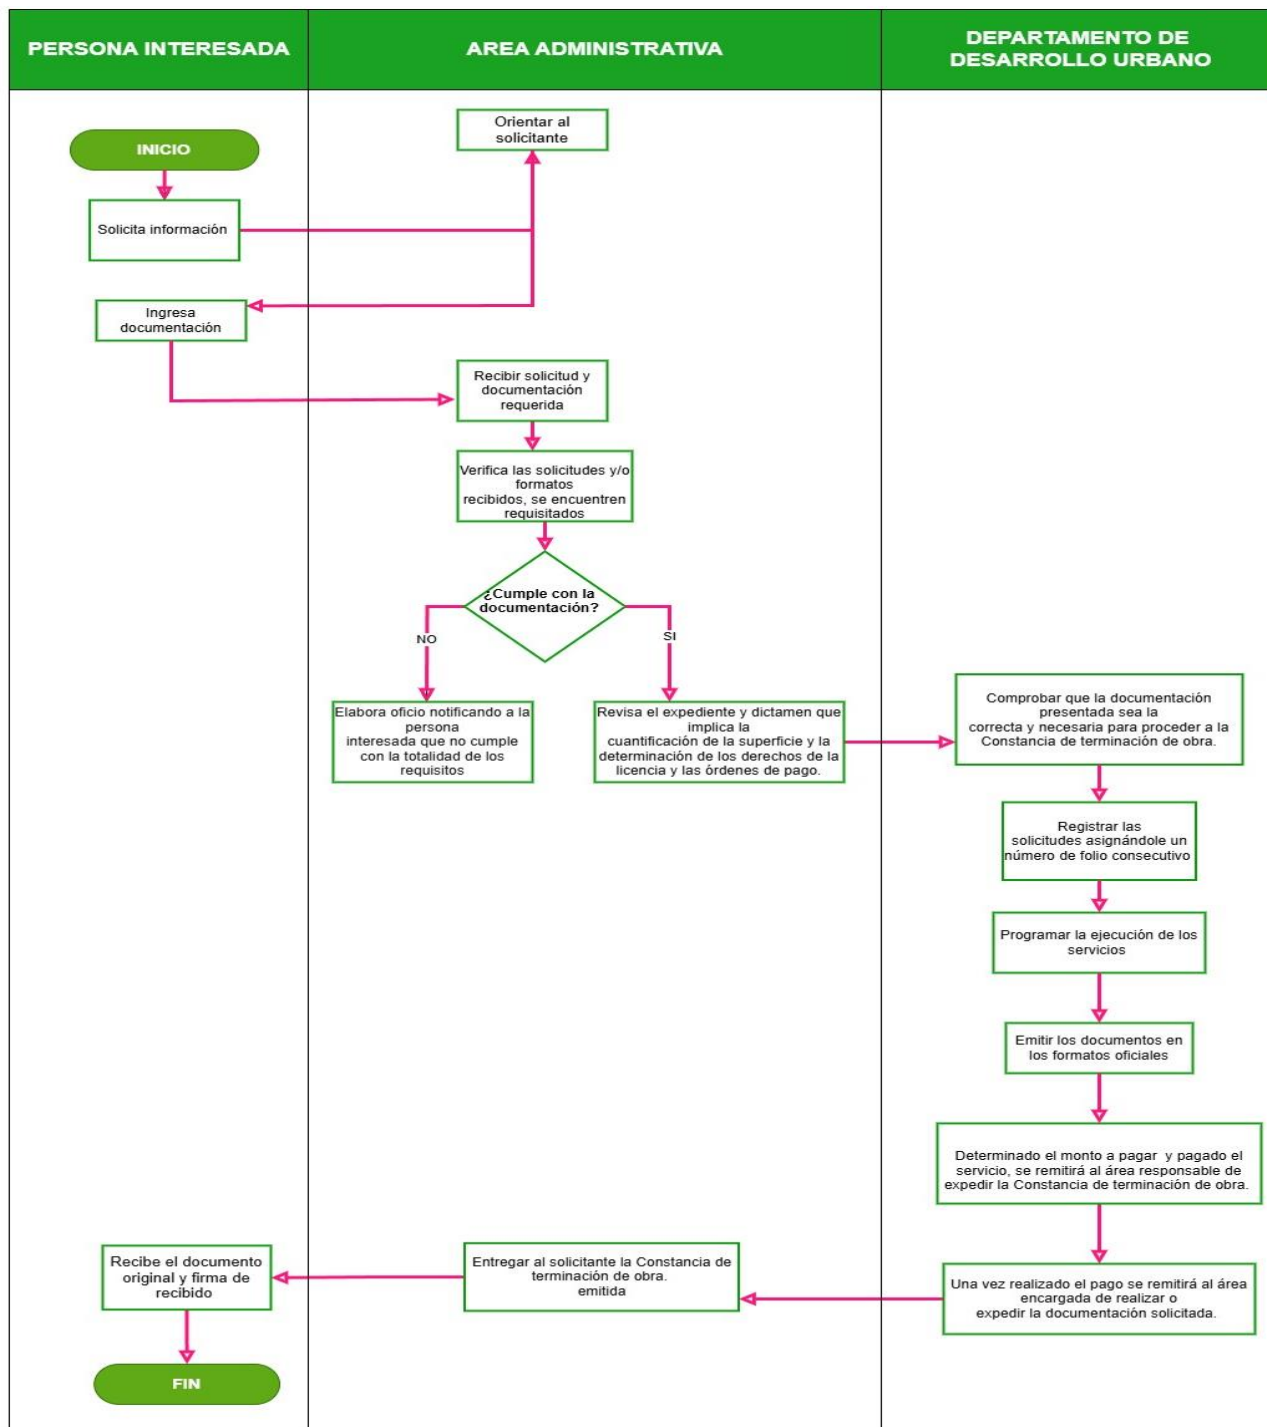 PERSONA INTERESADA
AREA ADMINISTRATIVA
DEPARTAMENTO DE
DESARROLLO URBANO
INICIO
Orientar al
solicitante
Solicita información
Ingresa
documentación
Recibir solicitud y
documentación
requerida
Verifica las solicitudes y/o
formatos
recibidos, se encuentren
requisitados
¿Cumple con la
documentación?
NO
SI
Elabora oficio notificando a la
persona
interesada que no cumple
con la totalidad de los
requisitos
Revisa el expediente y dictamen que
implica la
cuantificación de la superficie y la
determinación de los derechos de la
licencia y las órdenes de pago.
Comprobar que la documentación
presentada sea la
correcta y necesaria para proceder a la
Constancia de terminación de obra.
Registrar las
solicitudes asignándole un
número de folio consecutivo
Programar la ejecución de los
servicios
Emitir los documentos en
los formatos oficiales
Determinado el monto a pagar y pagado el
servicio, se remitirá al área responsable de
expedir la Constancia de terminación de obra.
Una vez realizado el pago se remitirá al área
encargada de realizar o
expedir la documentación solicitada.
Entregar al solicitante la Constancia de
terminación de obra.
emitida
Recibe el documento
original y firma de
recibido
FIN